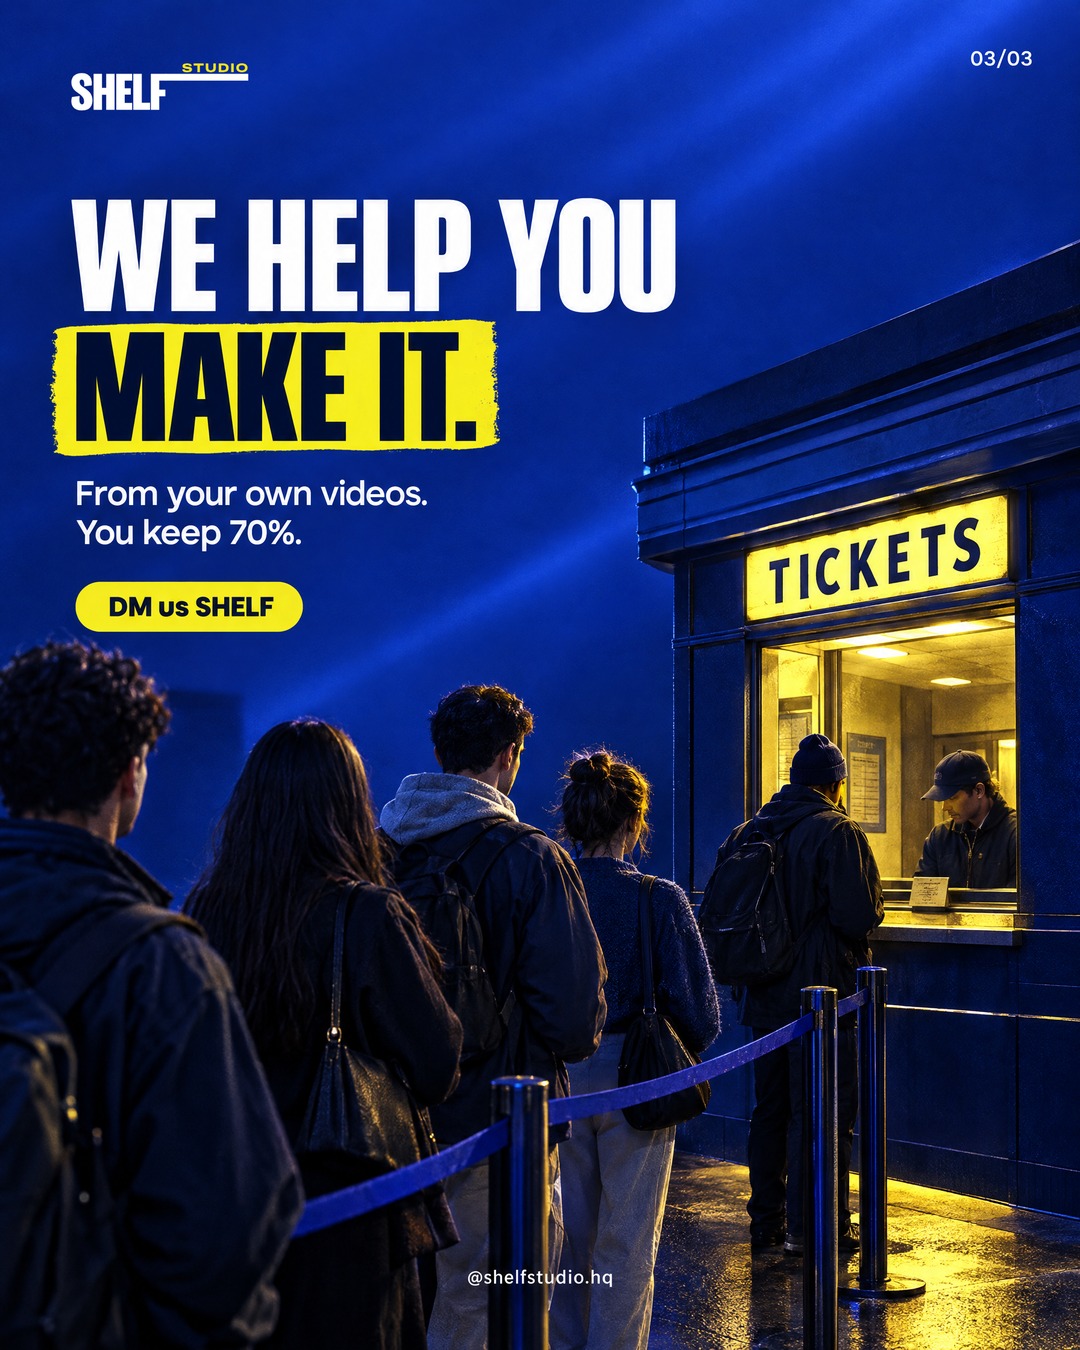 STUDIO
SHELF
03/03
WE HELP YOU
MAKE IT.
From your own videos.
You keep 70%.
DM us SHELF
TICKETS
@shelfstudio.hq